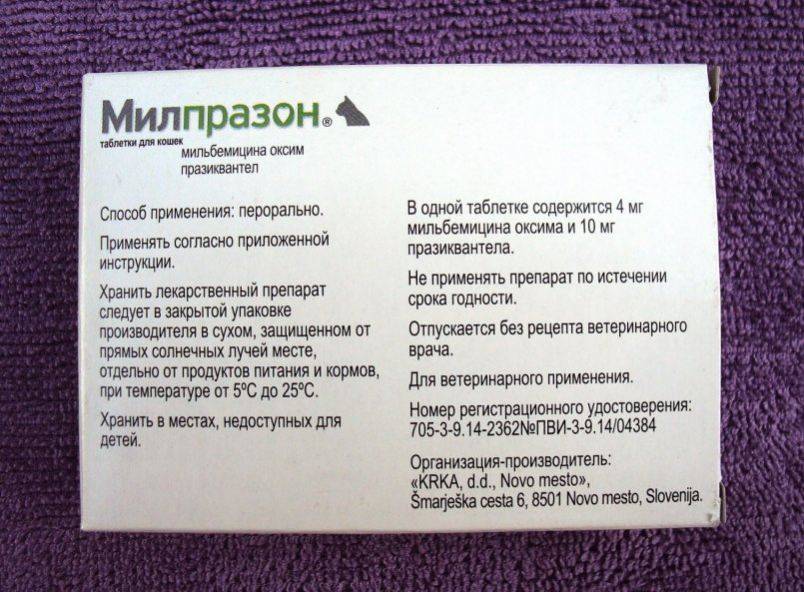 Милпразон®
таблетки для кошек
мильбемицина оксим
празиквантел
Способ применения: перорально.
Применять согласно приложенной
инструкции.
Хранить лекарственный препарат
следует в закрытой упаковке
производителя в сухом, защищенном от
прямых солнечных лучей месте,
отдельно от продуктов питания и кормов,
при температуре от 5ºС до 25ºС.
Хранить в местах, недоступных для
детей.
В одной таблетке содержится 4 мг
мильбемицина оксима и 10 мг
празиквантела.
Не применять препарат по истечении
срока годности.
Отпускается без рецепта ветеринарного
врача.
Для ветеринарного применения.
Номер регистрационного удостоверения:
705-3-9.14-2362№ПВИ-3-9.14/04384
Организация-производитель:
«KRKA, d.d., Novo mesto»,
Šmarješka cesta 6, 8501 Novo mesto, Slovenija.